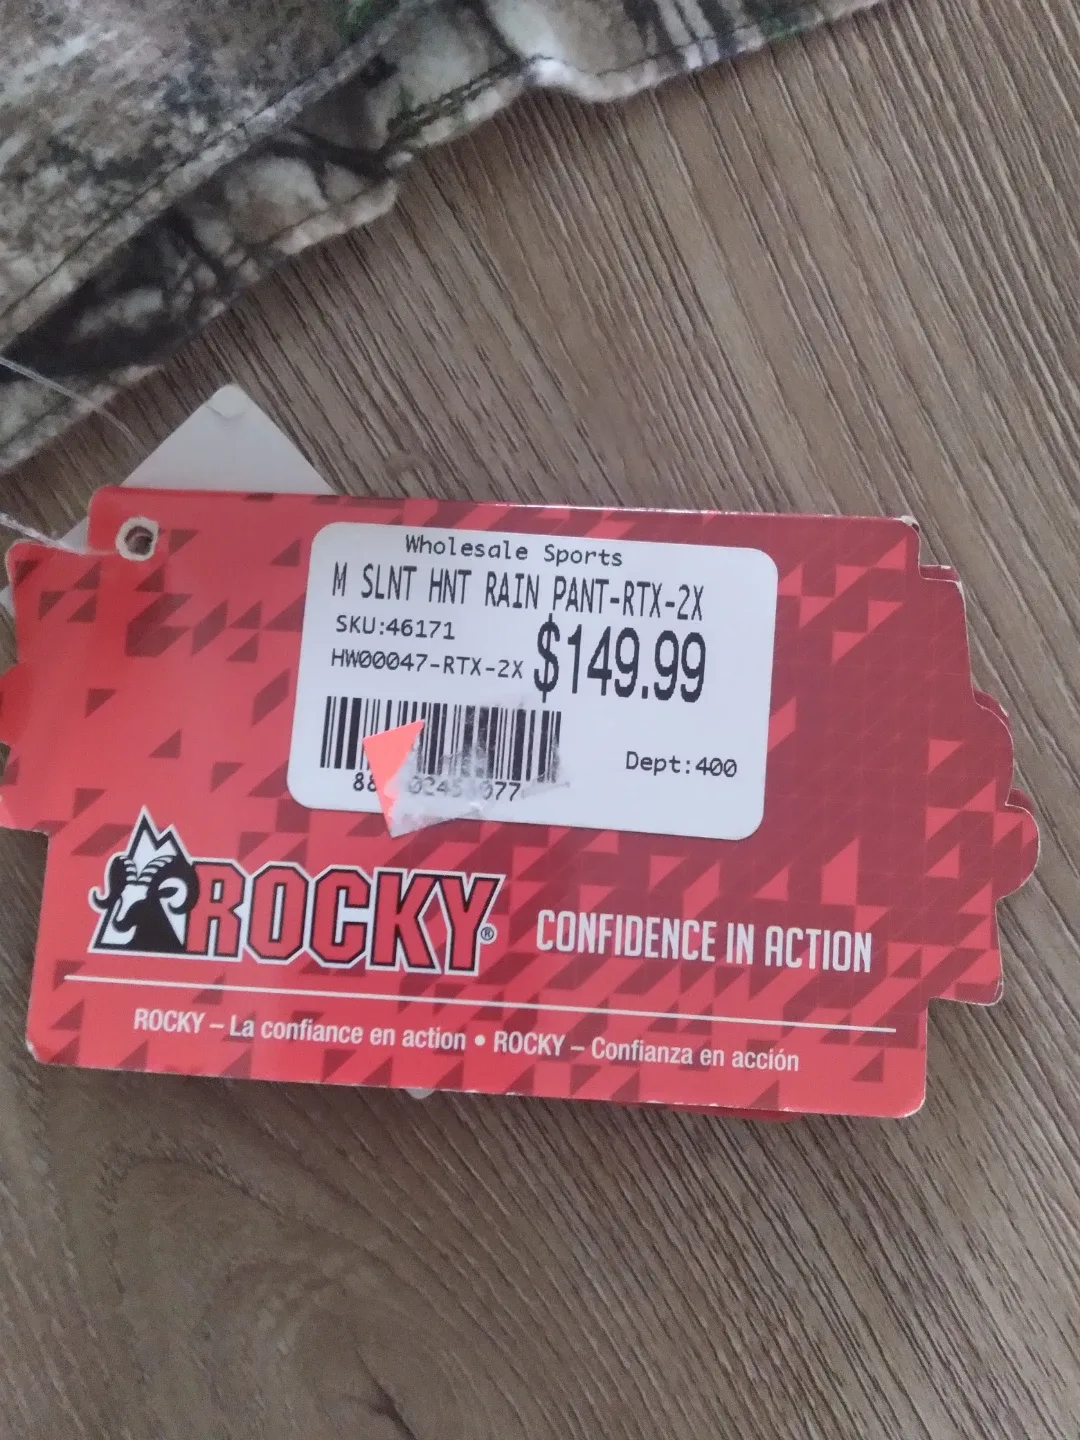 Wholesale Sports
M SLNT HNT RAIN PANT-RTX-2X
SKU:46171
HW00047-RTX-2X $149.99
Dept:400
ROCKY® CONFIDENCE IN ACTION
ROCKY – La confiance en action • ROCKY – Confianza en acción